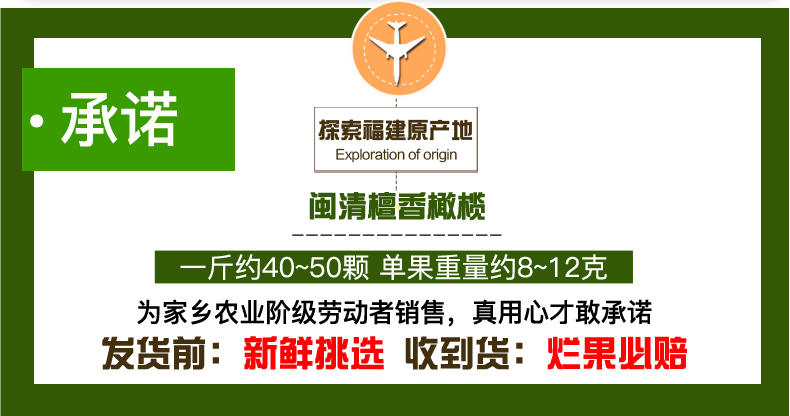 • 承诺
探索福建原产地
Exploration of origin
闽清檀香橄榄
一斤约40~50颗 单果重量约8~12克
为家乡农业阶级劳动者销售，真用心才敢承诺
发货前：新鲜挑选 收到货：烂果必赔